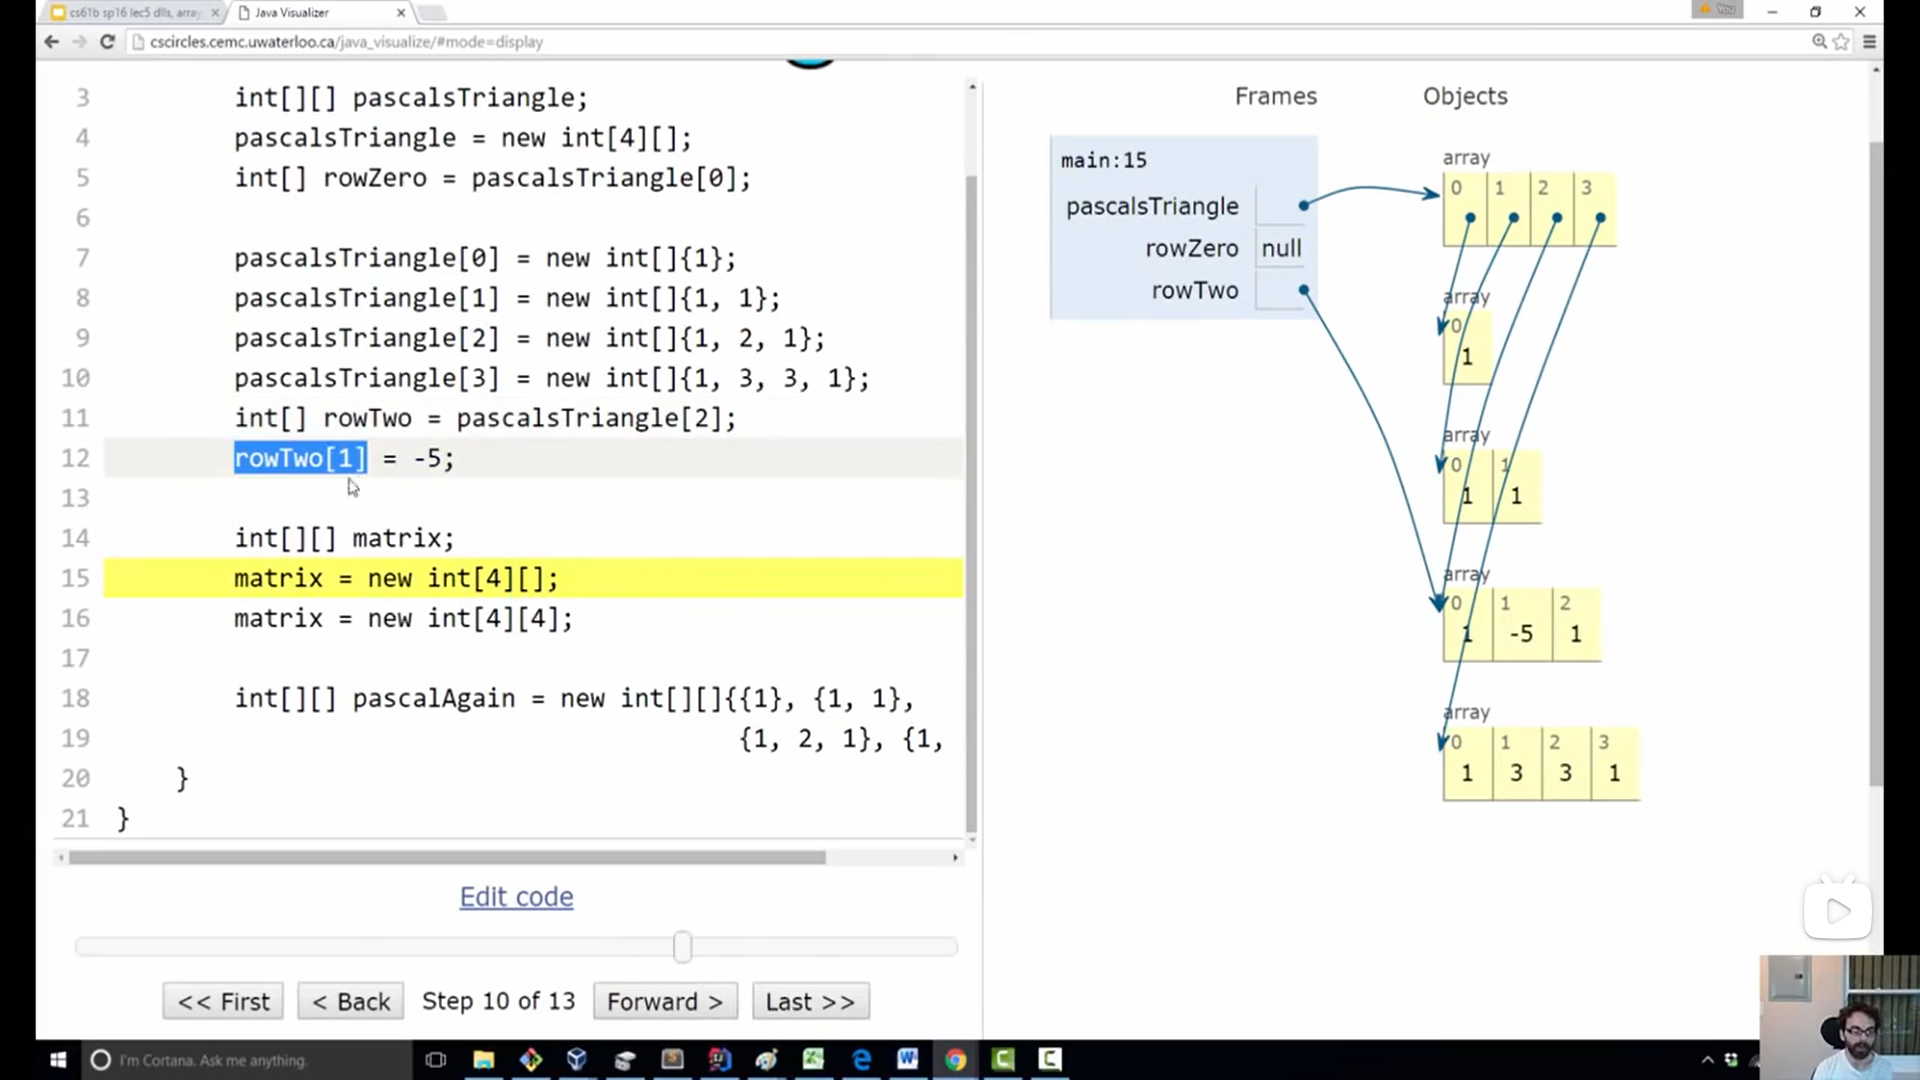 cs61b sp16 lec5 dlls, array
Java Visualizer
You
cscircles.cemc.uwaterloo.ca/java_visualize/#mode=display
3 int[][] pascalsTriangle;
4 pascalsTriangle = new int[4][];
5 int[] rowZero = pascalsTriangle[0];
6
7 pascalsTriangle[0] = new int[]{1};
8 pascalsTriangle[1] = new int[]{1, 1};
9 pascalsTriangle[2] = new int[]{1, 2, 1};
10 pascalsTriangle[3] = new int[]{1, 3, 3, 1};
11 int[] rowTwo = pascalsTriangle[2];
12 rowTwo[1] = -5;
13
14 int[][] matrix;
15 matrix = new int[4][];
16 matrix = new int[4][4];
17
18 int[][] pascalAgain = new int[][]{{1}, {1, 1},
19 {1, 2, 1}, {1,
20 }
21 }
Edit code
<< First
< Back
Step 10 of 13
Forward >
Last >>
Frames
Objects
main:15
pascalsTriangle
rowZero null
rowTwo
array
0 1 2 3
array
0
1
array
0 1
1 1
array
0 1 2
1 -5 1
array
0 1 2 3
1 3 3 1
I'm Cortana. Ask me anything.